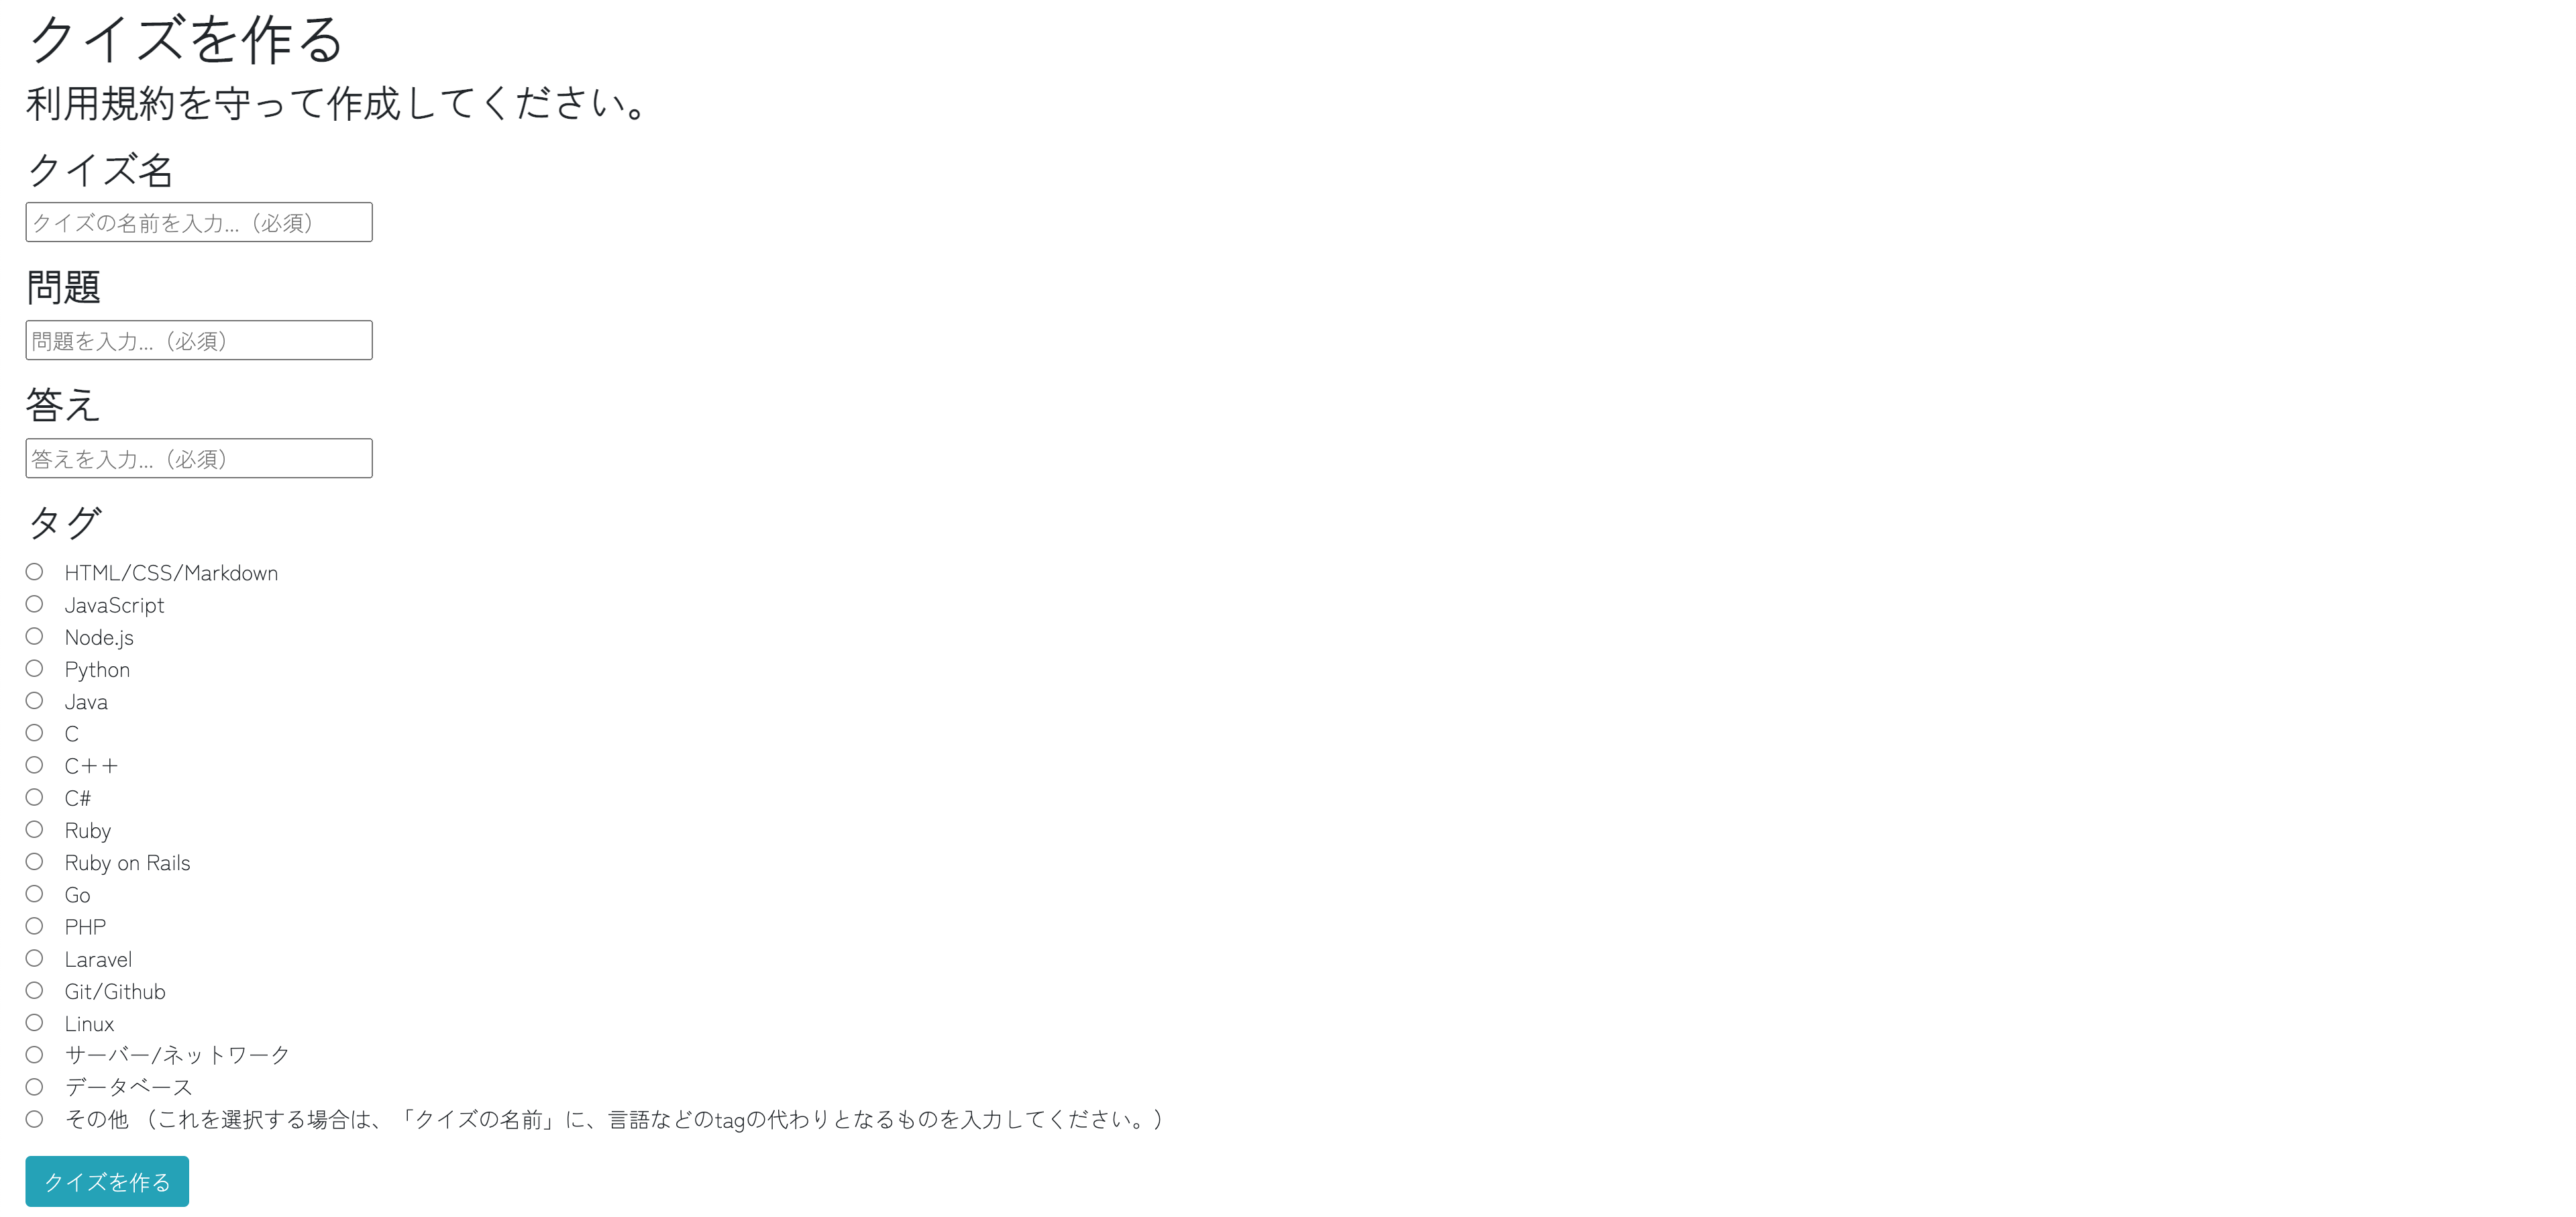 クイズを作る
利用規約を守って作成してください。
クイズ名
クイズの名前を入力...（必須）
問題
問題を入力...（必須）
答え
答えを入力...（必須）
タグ
HTML/CSS/Markdown
JavaScript
Node.js
Python
Java
C
C++
C#
Ruby
Ruby on Rails
Go
PHP
Laravel
Git/Github
Linux
サーバー/ネットワーク
データベース
その他 （これを選択する場合は、「クイズの名前」に、言語などのtagの代わりとなるものを入力してください。）
クイズを作る